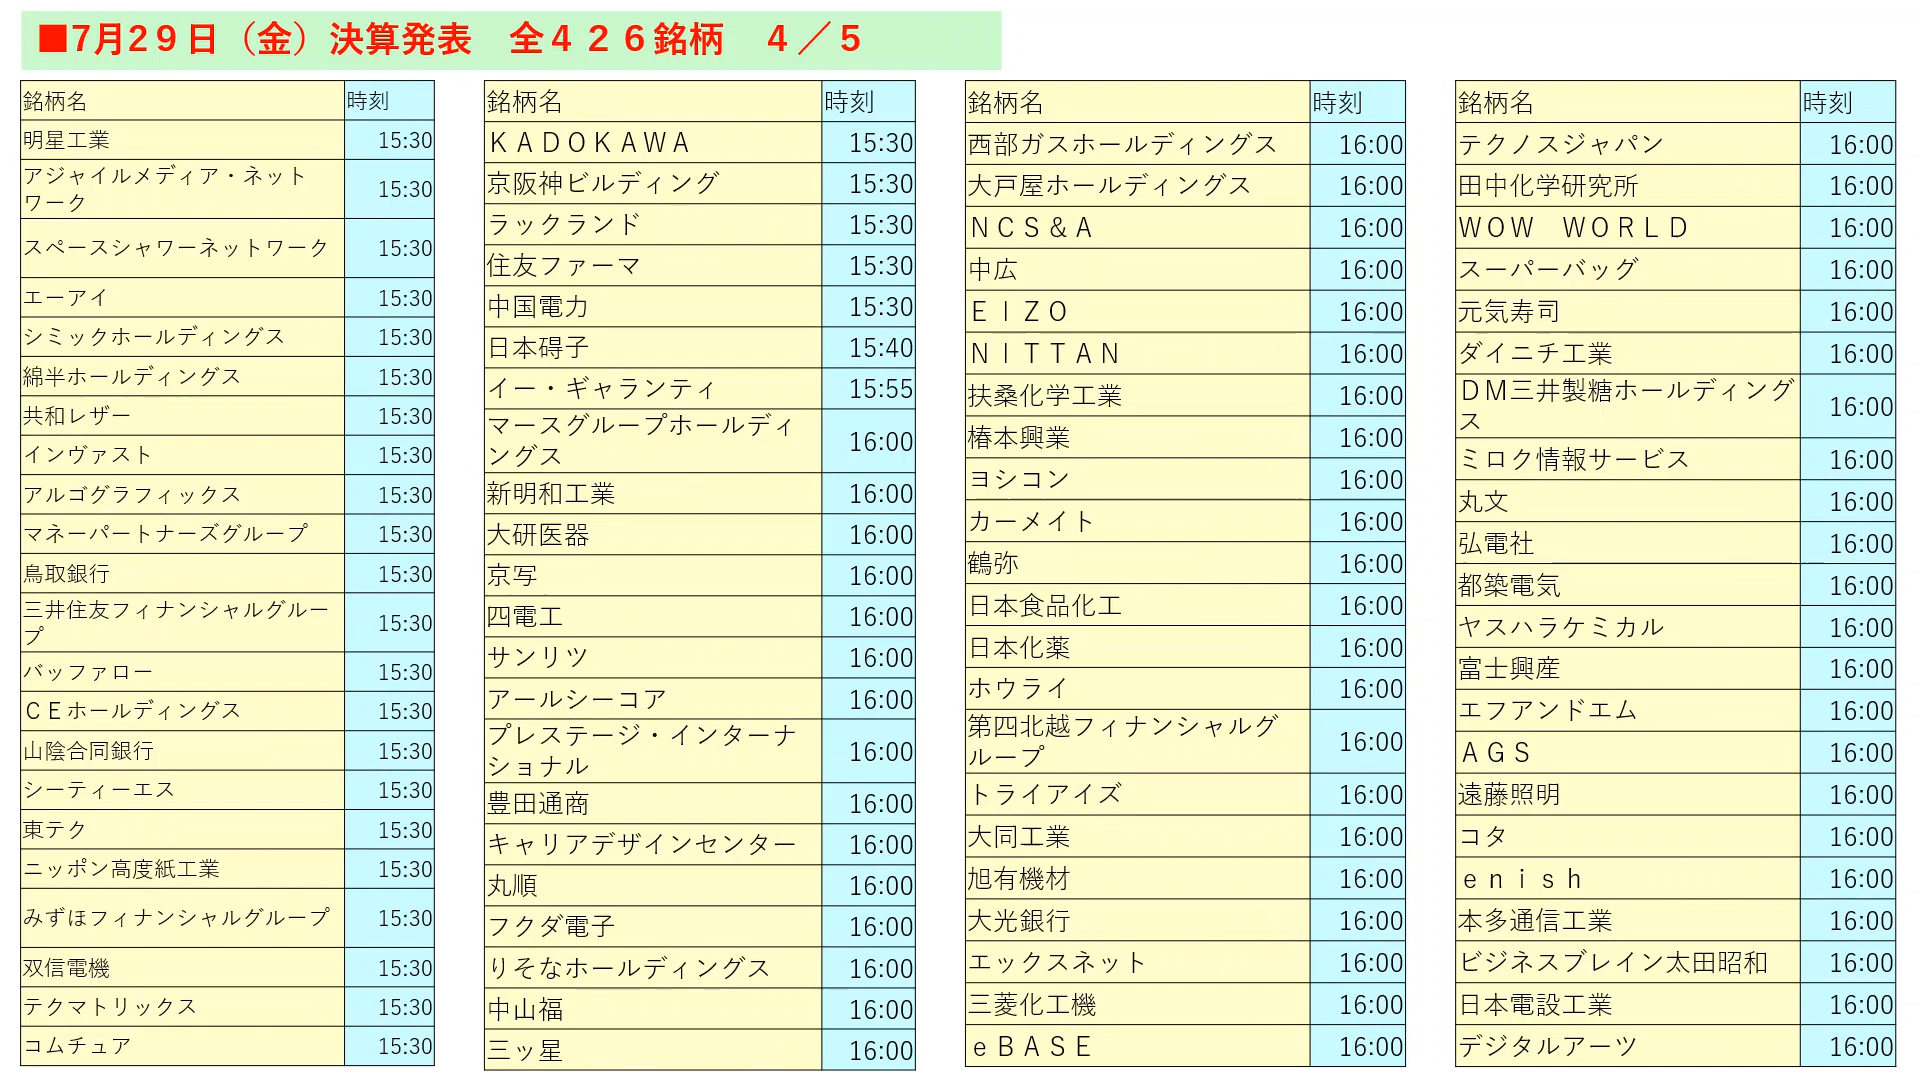 ■7月2９日（金）決算発表　全４２６銘柄　４／５
銘柄名 時刻
明星工業 15:30
アジャイルメディア・ネット
ワーク 15:30
スペースシャワーネットワーク 15:30
エーアイ 15:30
シミックホールディングス 15:30
綿半ホールディングス 15:30
共和レザー 15:30
インヴァスト 15:30
アルゴグラフィックス 15:30
マネーパートナーズグループ 15:30
鳥取銀行 15:30
三井住友フィナンシャルグルー
プ 15:30
バッファロー 15:30
ＣＥホールディングス 15:30
山陰合同銀行 15:30
シーティーエス 15:30
東テク 15:30
ニッポン高度紙工業 15:30
みずほフィナンシャルグループ 15:30
双信電機 15:30
テクマトリックス 15:30
コムチュア 15:30
銘柄名 時刻
ＫＡＤＯＫＡＷＡ 15:30
京阪神ビルディング 15:30
ラックランド 15:30
住友ファーマ 15:30
中国電力 15:30
日本碍子 15:40
イー・ギャランティ 15:55
マースグループホールディ
ングス 16:00
新明和工業 16:00
大研医器 16:00
京写 16:00
四電工 16:00
サンリツ 16:00
アールシーコア 16:00
プレステージ・インターナ
ショナル 16:00
豊田通商 16:00
キャリアデザインセンター 16:00
丸順 16:00
フクダ電子 16:00
りそなホールディングス 16:00
中山福 16:00
三ッ星 16:00
銘柄名 時刻
西部ガスホールディングス 16:00
大戸屋ホールディングス 16:00
ＮＣＳ＆Ａ 16:00
中広 16:00
ＥＩＺＯ 16:00
ＮＩＴＴＡＮ 16:00
扶桑化学工業 16:00
椿本興業 16:00
ヨシコン 16:00
カーメイト 16:00
鶴弥 16:00
日本食品化工 16:00
日本化薬 16:00
ホウライ 16:00
第四北越フィナンシャルグ
ループ 16:00
トライアイズ 16:00
大同工業 16:00
旭有機材 16:00
大光銀行 16:00
エックスネット 16:00
三菱化工機 16:00
ｅＢＡＳＥ 16:00
銘柄名 時刻
テクノスジャパン 16:00
田中化学研究所 16:00
ＷＯＷ　ＷＯＲＬＤ 16:00
スーパーバッグ 16:00
元気寿司 16:00
ダイニチ工業 16:00
ＤＭ三井製糖ホールディング
ス 16:00
ミロク情報サービス 16:00
丸文 16:00
弘電社 16:00
都築電気 16:00
ヤスハラケミカル 16:00
富士興産 16:00
エフアンドエム 16:00
ＡＧＳ 16:00
遠藤照明 16:00
コタ 16:00
ｅｎｉｓｈ 16:00
本多通信工業 16:00
ビジネスブレイン太田昭和 16:00
日本電設工業 16:00
デジタルアーツ 16:00